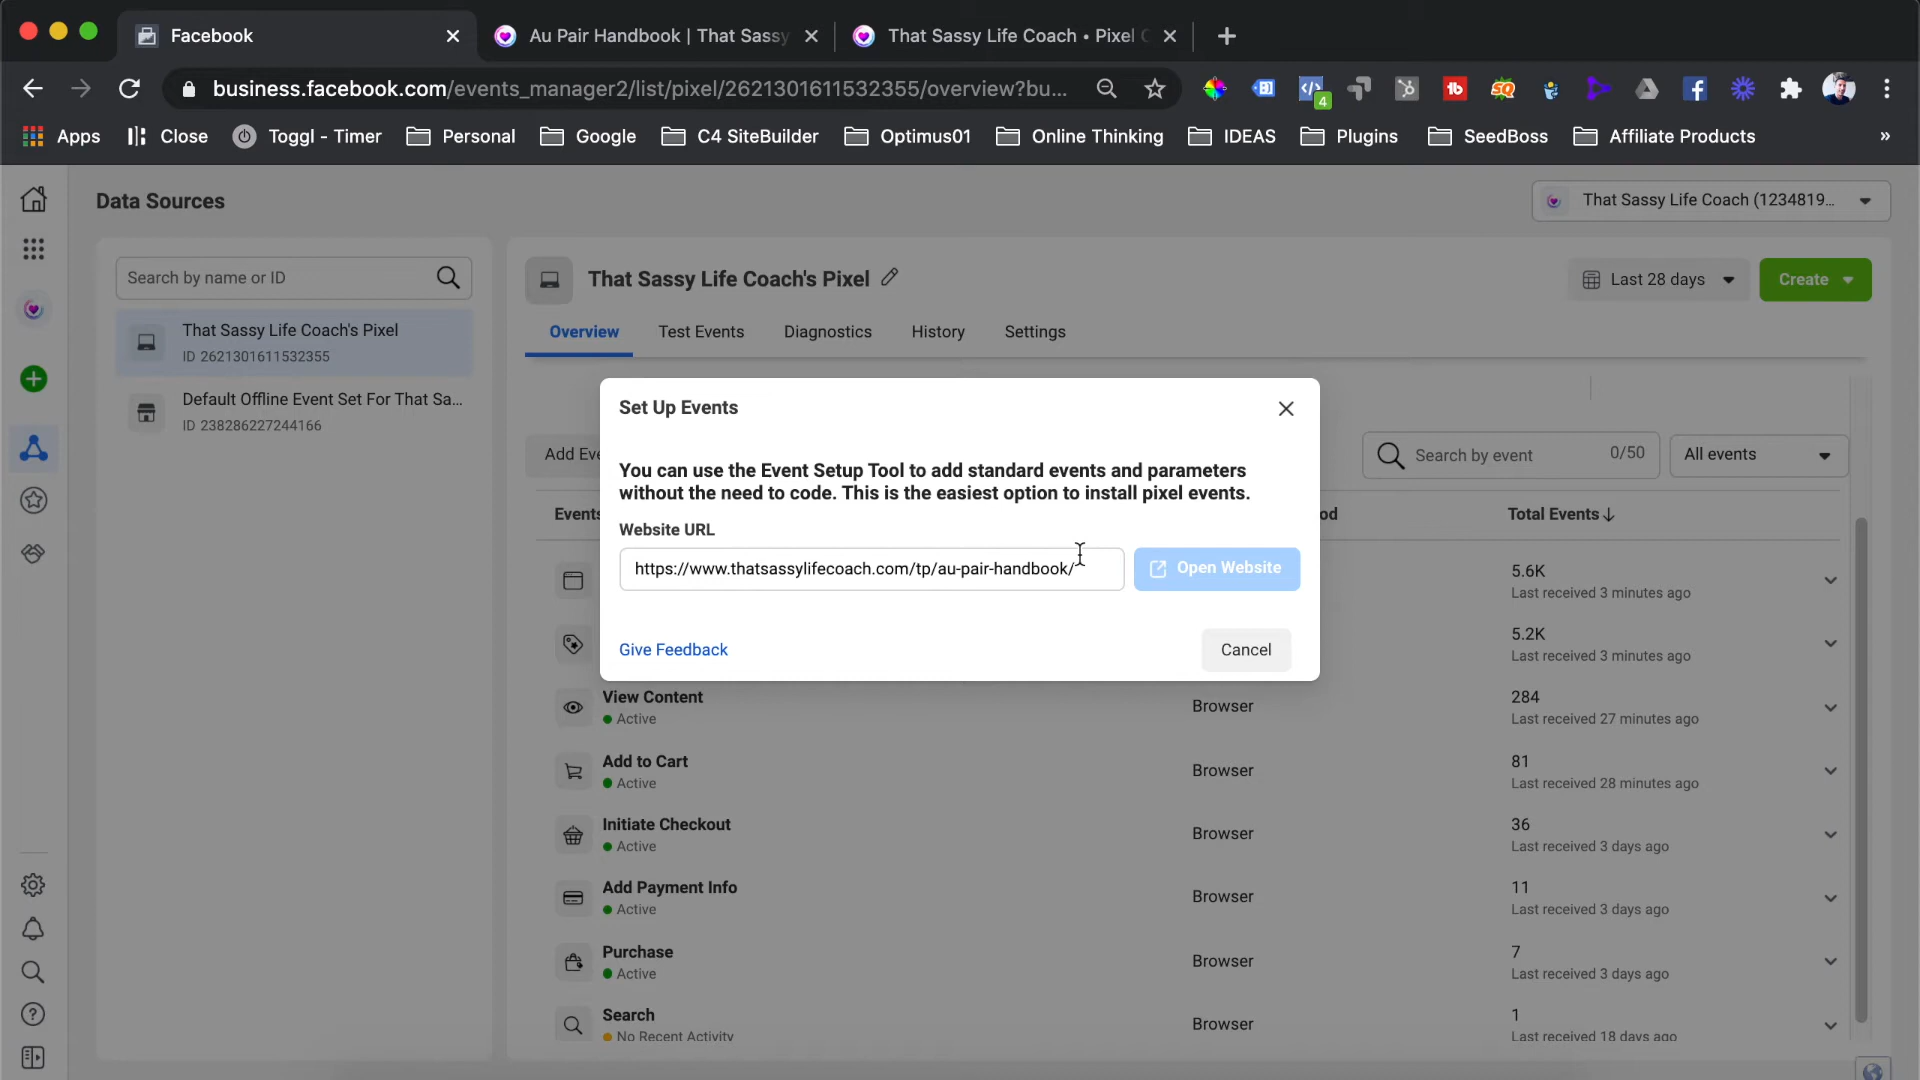 Facebook
Au Pair Handbook | That Sassy
That Sassy Life Coach • Pixel C
business.facebook.com/events_manager2/list/pixel/2621301611532355/overview?bu...
4
Apps
Close
Toggl - Timer
Personal
Google
C4 SiteBuilder
Optimus01
Online Thinking
IDEAS
Plugins
SeedBoss
Affiliate Products
»
Data Sources
That Sassy Life Coach (1234819...
Search by name or ID
That Sassy Life Coach's Pixel
ID 2621301611532355
Default Offline Event Set For That Sa...
ID 238286227244166
That Sassy Life Coach's Pixel
Last 28 days
Create
Overview
Test Events
Diagnostics
History
Settings
Set Up Events
You can use the Event Setup Tool to add standard events and parameters
without the need to code. This is the easiest option to install pixel events.
Website URL
https://www.thatsassylifecoach.com/tp/au-pair-handbook/
Open Website
Give Feedback
Cancel
Add Eve
Search by event
0/50
All events
Events
od
Total Events↓
5.6K
Last received 3 minutes ago
5.2K
Last received 3 minutes ago
View Content
Active
Browser
284
Last received 27 minutes ago
Add to Cart
Active
Browser
81
Last received 28 minutes ago
Initiate Checkout
Active
Browser
36
Last received 3 days ago
Add Payment Info
Active
Browser
11
Last received 3 days ago
Purchase
Active
Browser
7
Last received 3 days ago
Search
No Recent Activity
Browser
1
Last received 18 days ago